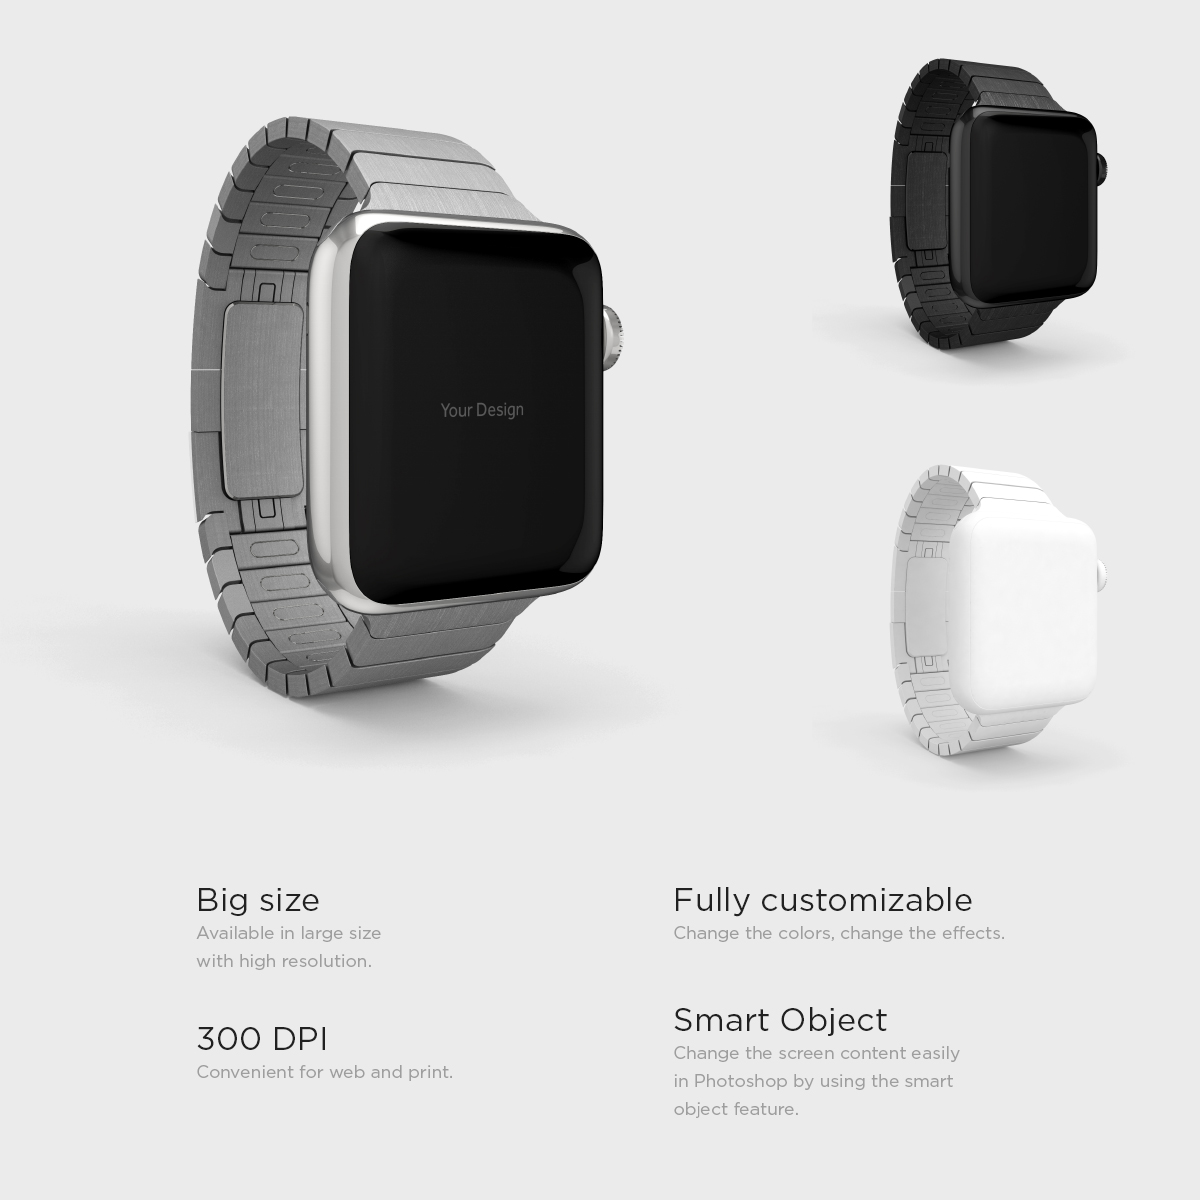 Your Design
Big size
Available in large size
with high resolution.
300 DPI
Convenient for web and print.
Fully customizable
Change the colors, change the effects.
Smart Object
Change the screen content easily
in Photoshop by using the smart
object feature.